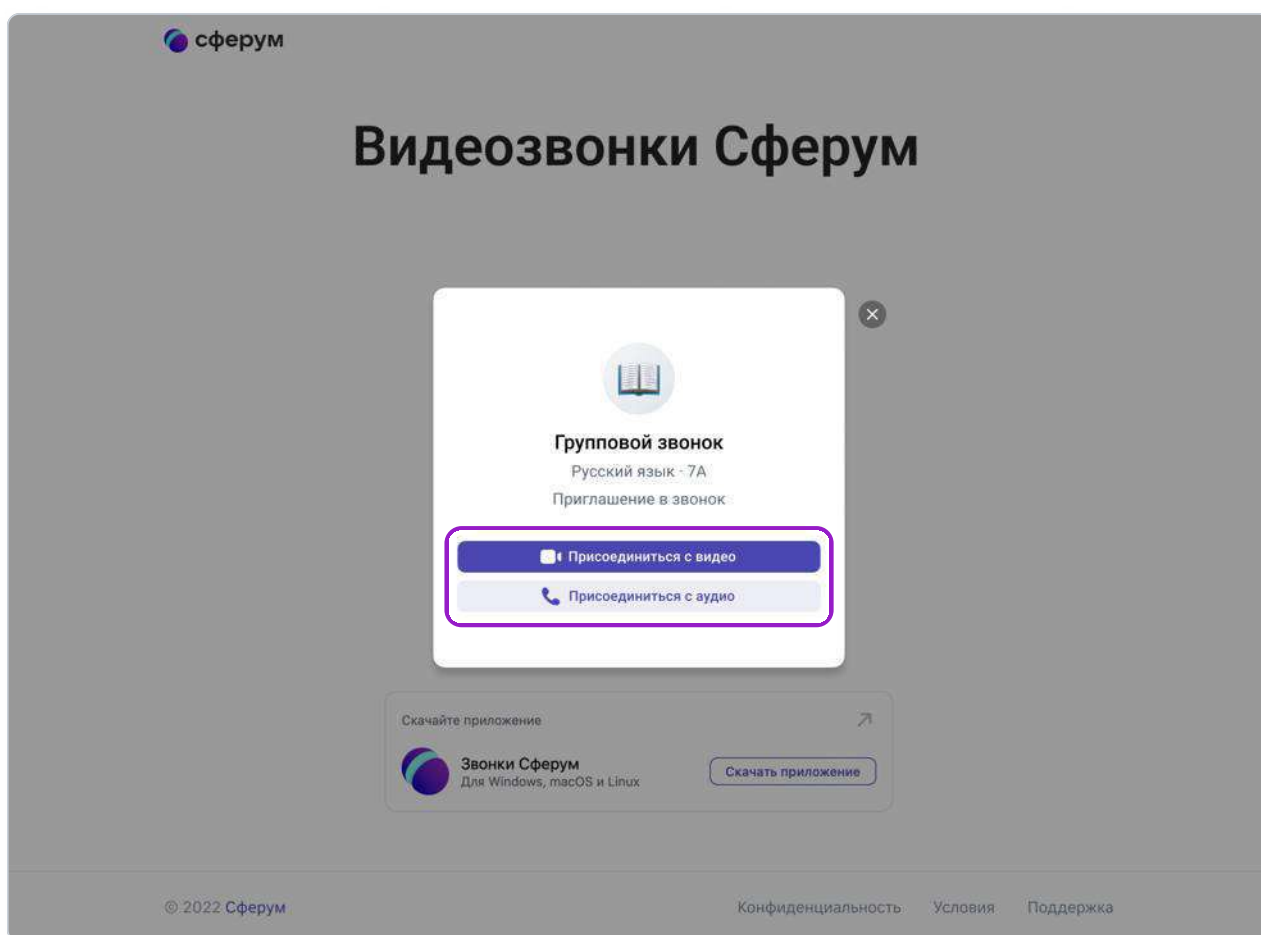 сферум
Видеозвонки Сферум
Групповой звонок
Русский язык · 7А
Приглашение в звонок
Присоединиться с видео
Присоединиться с аудио
Скачайте приложение
Звонки Сферум
Для Windows, macOS и Linux
Скачать приложение
© 2022 Сферум
Конфиденциальность Условия Поддержка